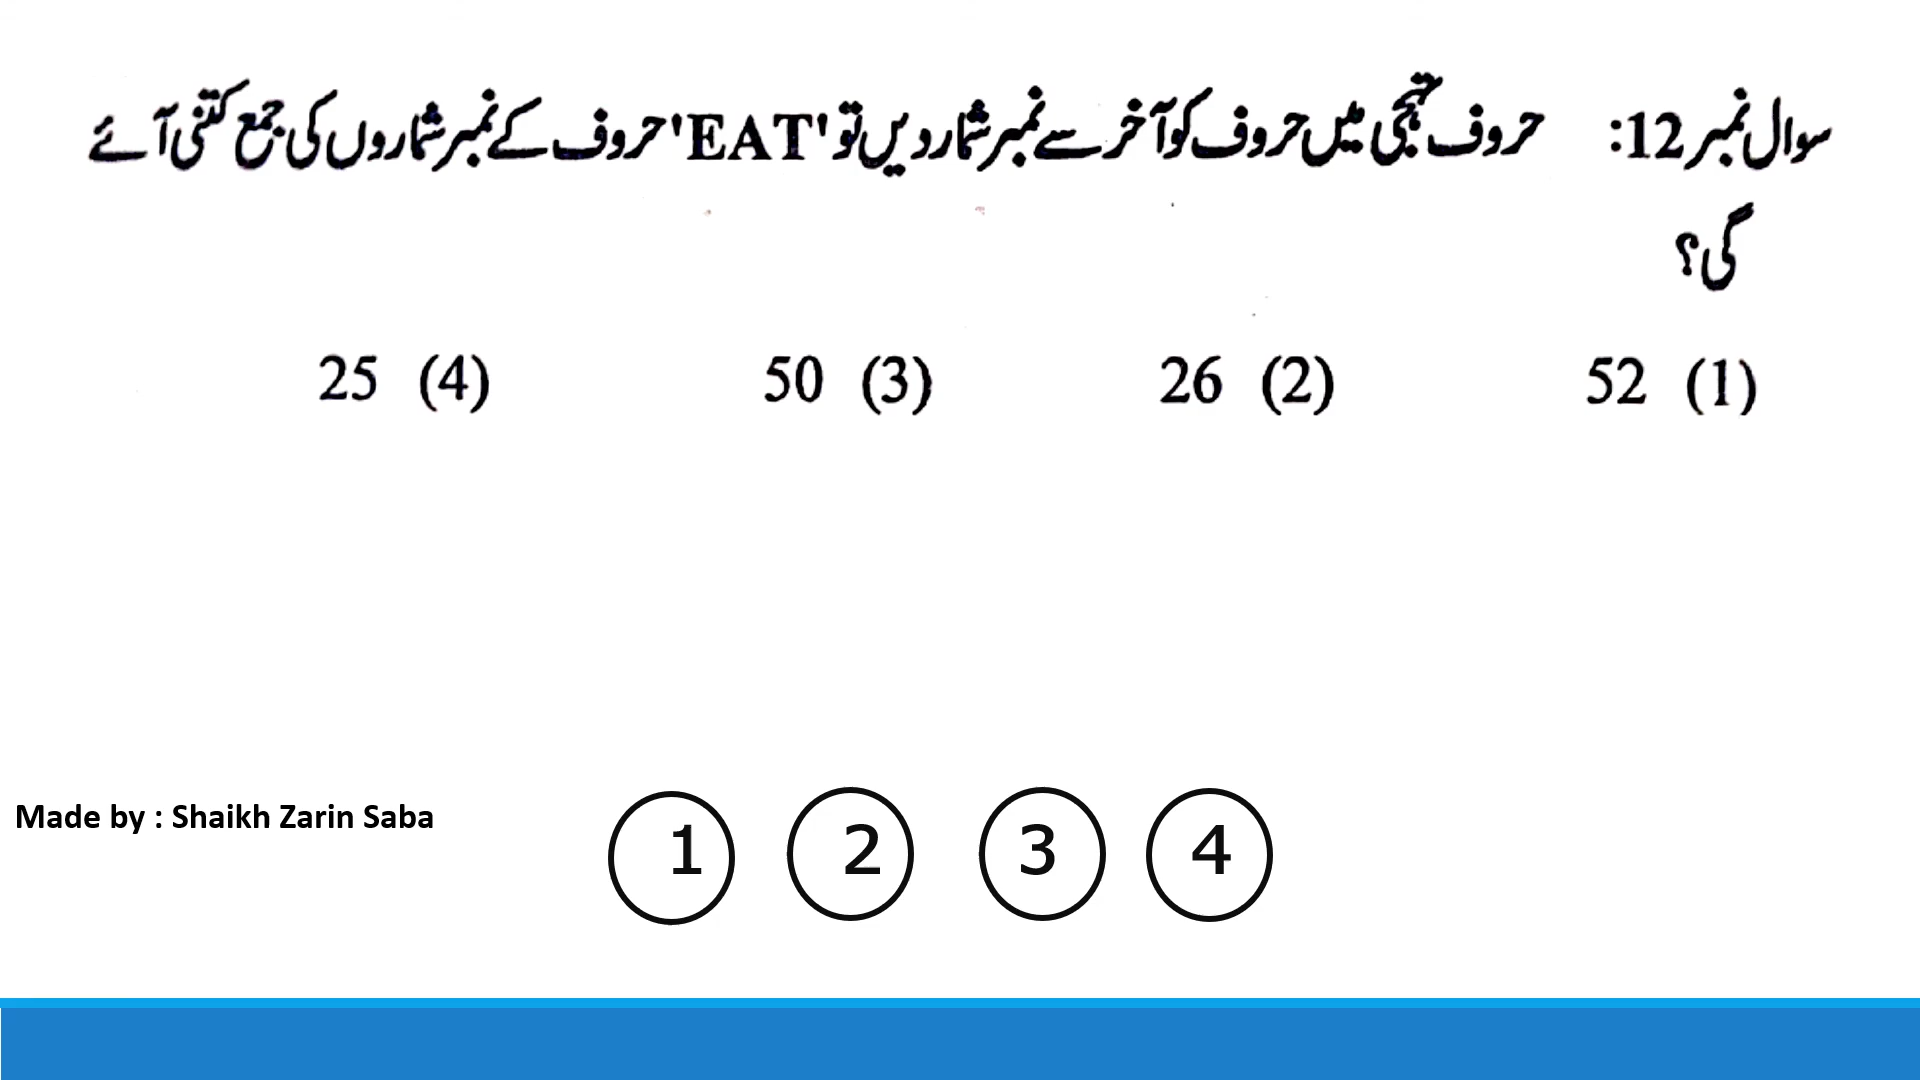 سوال نمبر 12: حروف تہجی میں حروف کو آخر سے نمبر شمار دیں تو 'EAT' حروف کے نمبر شماروں کی جمع کتنی آئے
گی؟
52 (1) 26 (2) 50 (3) 25 (4)
Made by : Shaikh Zarin Saba
1 2 3 4